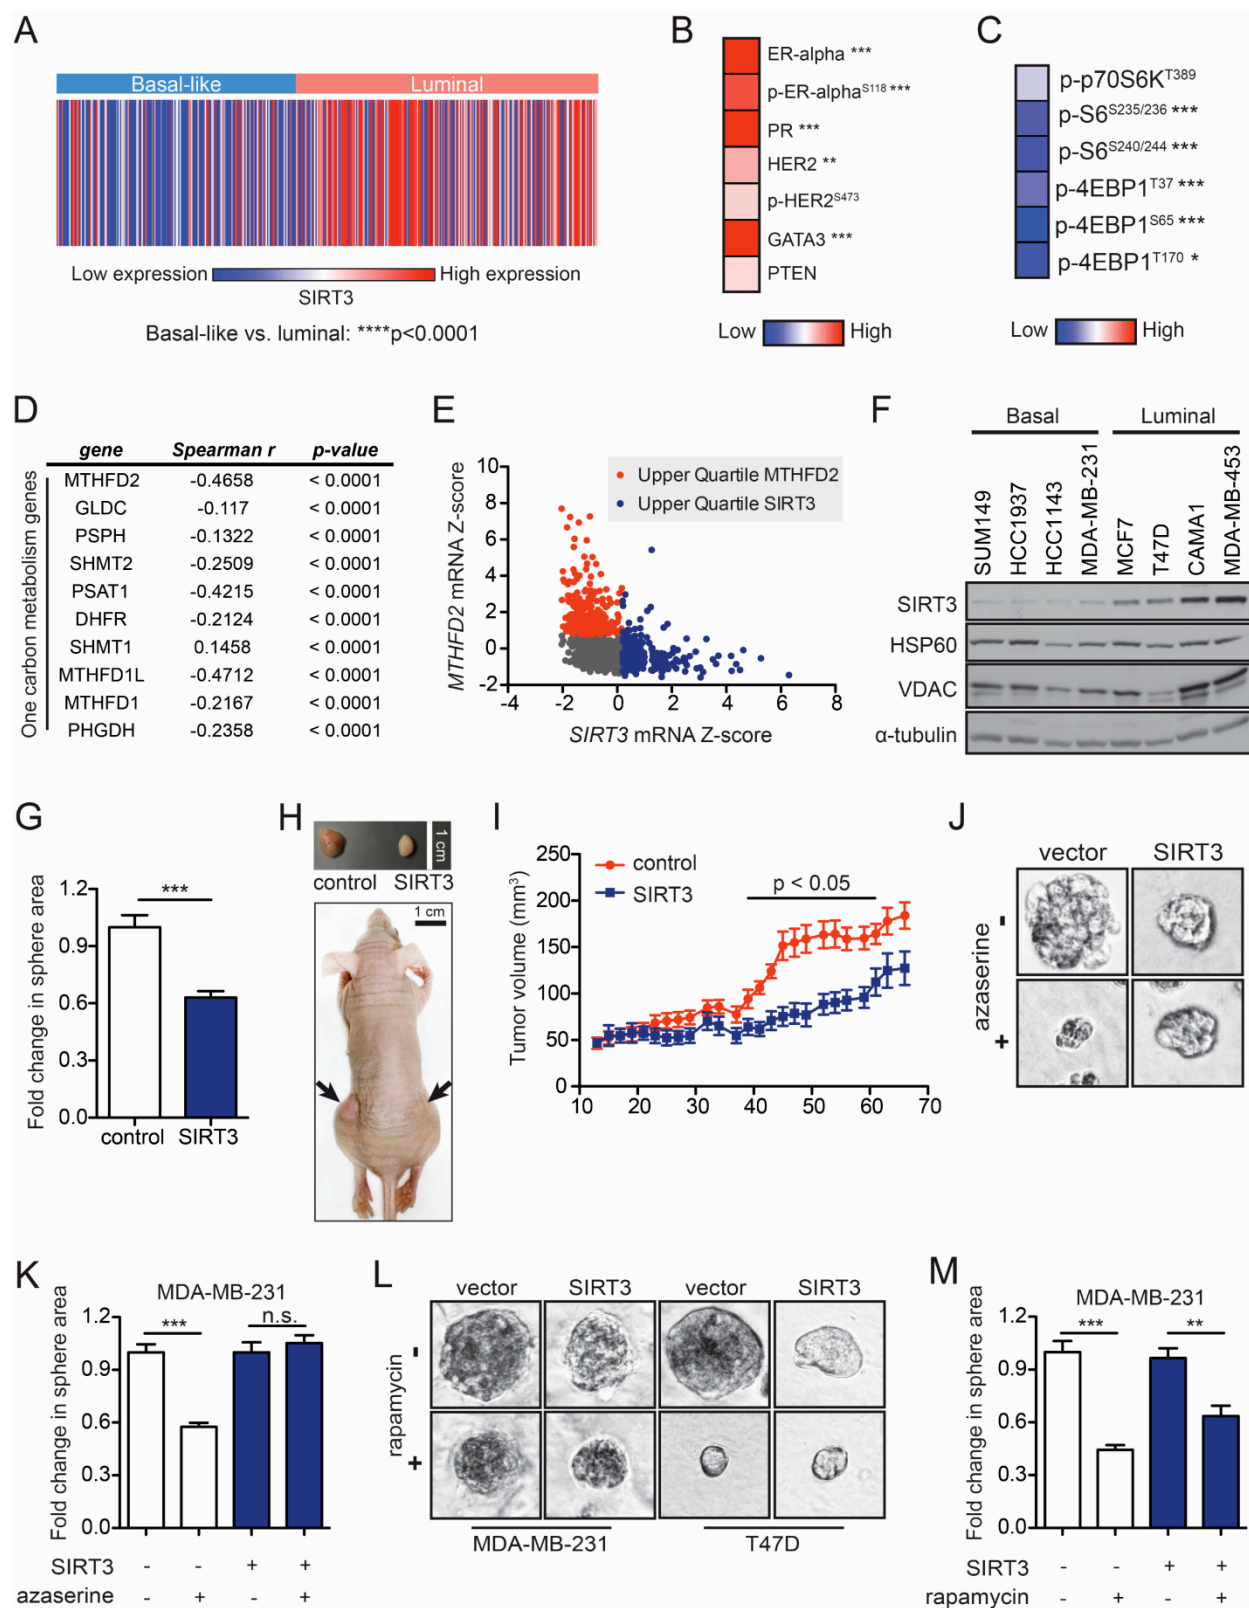 A
Basal-like Luminal
Low expression High expression
SIRT3
Basal-like vs. luminal: ****p<0.0001
B
ER-alpha ***
p-ER-alphaS118 ***
PR ***
HER2 **
p-HER2S473
GATA3 ***
PTEN
Low High
C
p-p70S6KT389
p-S6S235/236 ***
p-S6S240/244 ***
p-4EBP1T37 ***
p-4EBP1S65 ***
p-4EBP1T170 *
Low High
D
One carbon metabolism genes
gene Spearman r p-value
MTHFD2 -0.4658 < 0.0001
GLDC -0.117 < 0.0001
PSPH -0.1322 < 0.0001
SHMT2 -0.2509 < 0.0001
PSAT1 -0.4215 < 0.0001
DHFR -0.2124 < 0.0001
SHMT1 0.1458 < 0.0001
MTHFD1L -0.4712 < 0.0001
MTHFD1 -0.2167 < 0.0001
PHGDH -0.2358 < 0.0001
E
MTHFD2 mRNA Z-score
10
8
6
4
2
0
-2
Upper Quartile MTHFD2
Upper Quartile SIRT3
-4 -2 0 2 4 6 8
SIRT3 mRNA Z-score
F
Basal Luminal
SUM149 HCC1937 HCC1143 MDA-MB-231 MCF7 T47D CAMA1 MDA-MB-453
SIRT3
HSP60
VDAC
α-tubulin
G
Fold change in sphere area
1.2
0.9
0.6
0.3
0.0
***
control SIRT3
H
1 cm
control SIRT3
1 cm
I
Tumor volume (mm3)
250
200
150
100
50
0
control
SIRT3
p < 0.05
10 20 30 40 50 60 70
J
vector SIRT3
azaserine
-
+
K
MDA-MB-231
Fold change in sphere area
1.2
0.9
0.6
0.3
0.0
*** n.s.
SIRT3 - - + +
azaserine - + - +
L
vector SIRT3 vector SIRT3
rapamycin
-
+
MDA-MB-231 T47D
M
MDA-MB-231
Fold change in sphere area
1.2
0.9
0.6
0.3
0.0
*** **
SIRT3 - - + +
rapamycin - + - +